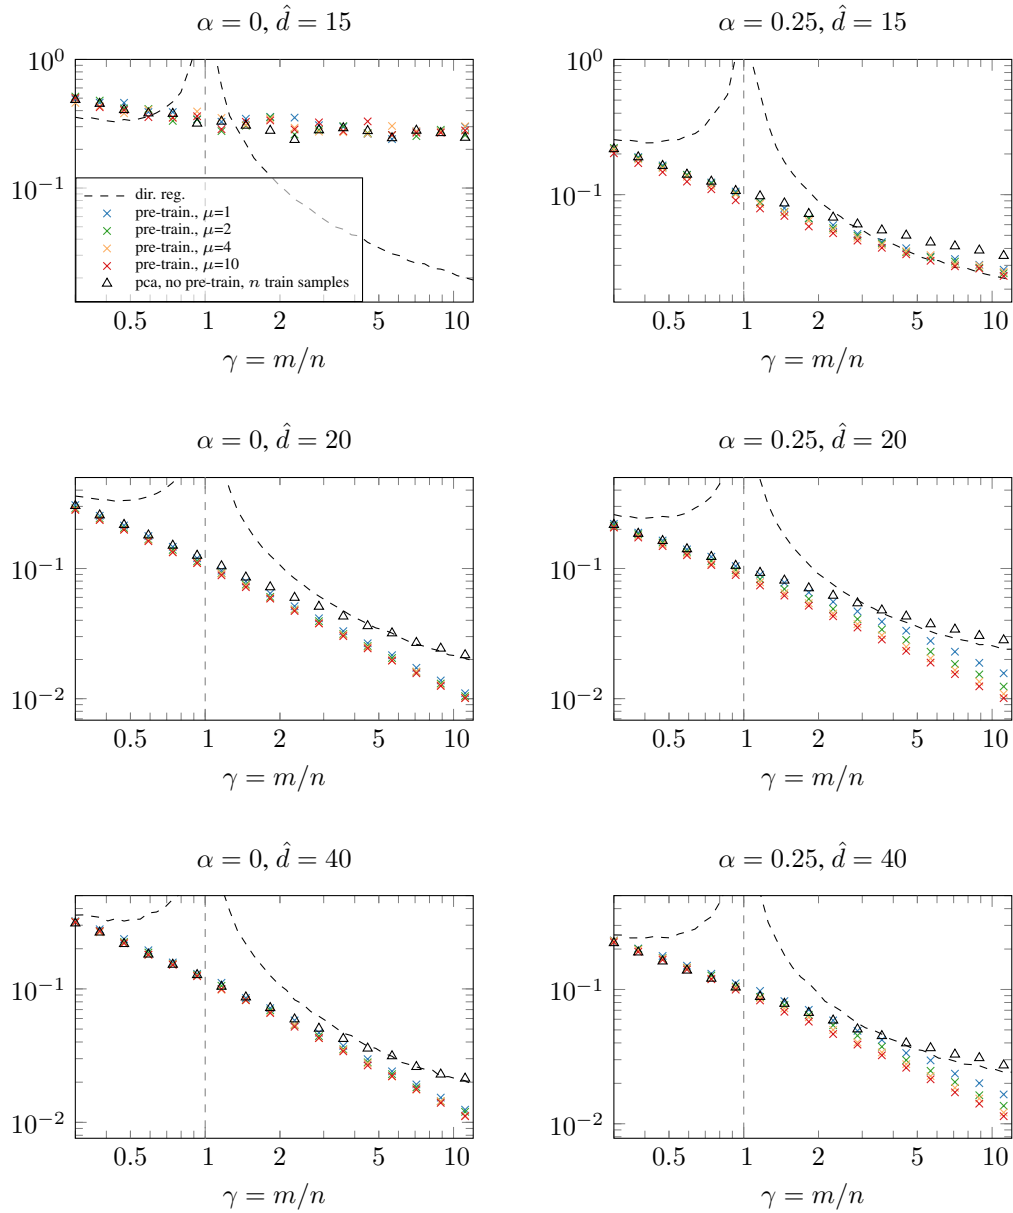 α = 0, d̂ = 15
10⁰
10⁻¹
dir. reg.
pre-train., μ=1
pre-train., μ=2
pre-train., μ=4
pre-train., μ=10
pca, no pre-train, n train samples
0.5 1 2 5 10
γ = m/n
α = 0.25, d̂ = 15
10⁰
10⁻¹
0.5 1 2 5 10
γ = m/n
α = 0, d̂ = 20
10⁻¹
10⁻²
0.5 1 2 5 10
γ = m/n
α = 0.25, d̂ = 20
10⁻¹
10⁻²
0.5 1 2 5 10
γ = m/n
α = 0, d̂ = 40
10⁻¹
10⁻²
0.5 1 2 5 10
γ = m/n
α = 0.25, d̂ = 40
10⁻¹
10⁻²
0.5 1 2 5 10
γ = m/n